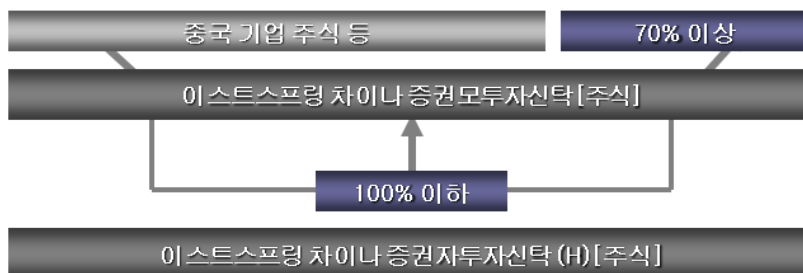 중국 기업 주식 등
70% 이상
이스트스프링 차이나 증권모투자신탁[주식]
100% 이하
이스트스프링 차이나 증권자투자신탁(H)[주식]